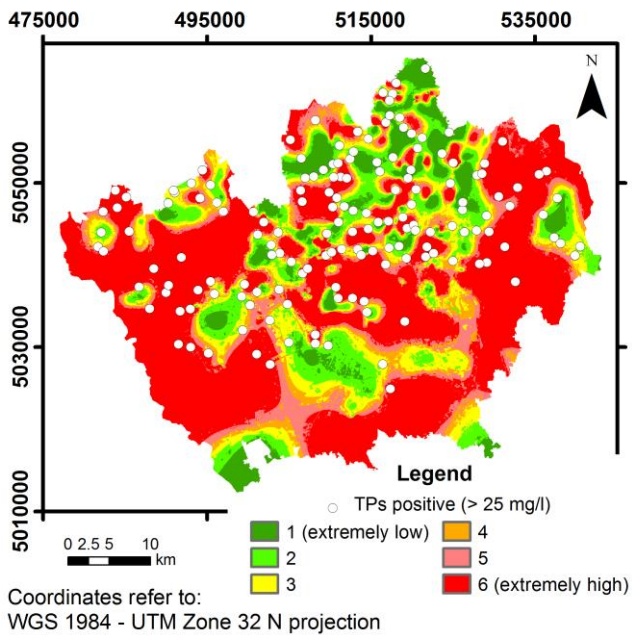 475000 495000 515000 535000
N
5050000
5030000
5010000
Legend
TPs positive (> 25 mg/l)
1 (extremely low) 4
2 5
3 6 (extremely high)
0 2.5 5 10
km
Coordinates refer to:
WGS 1984 - UTM Zone 32 N projection